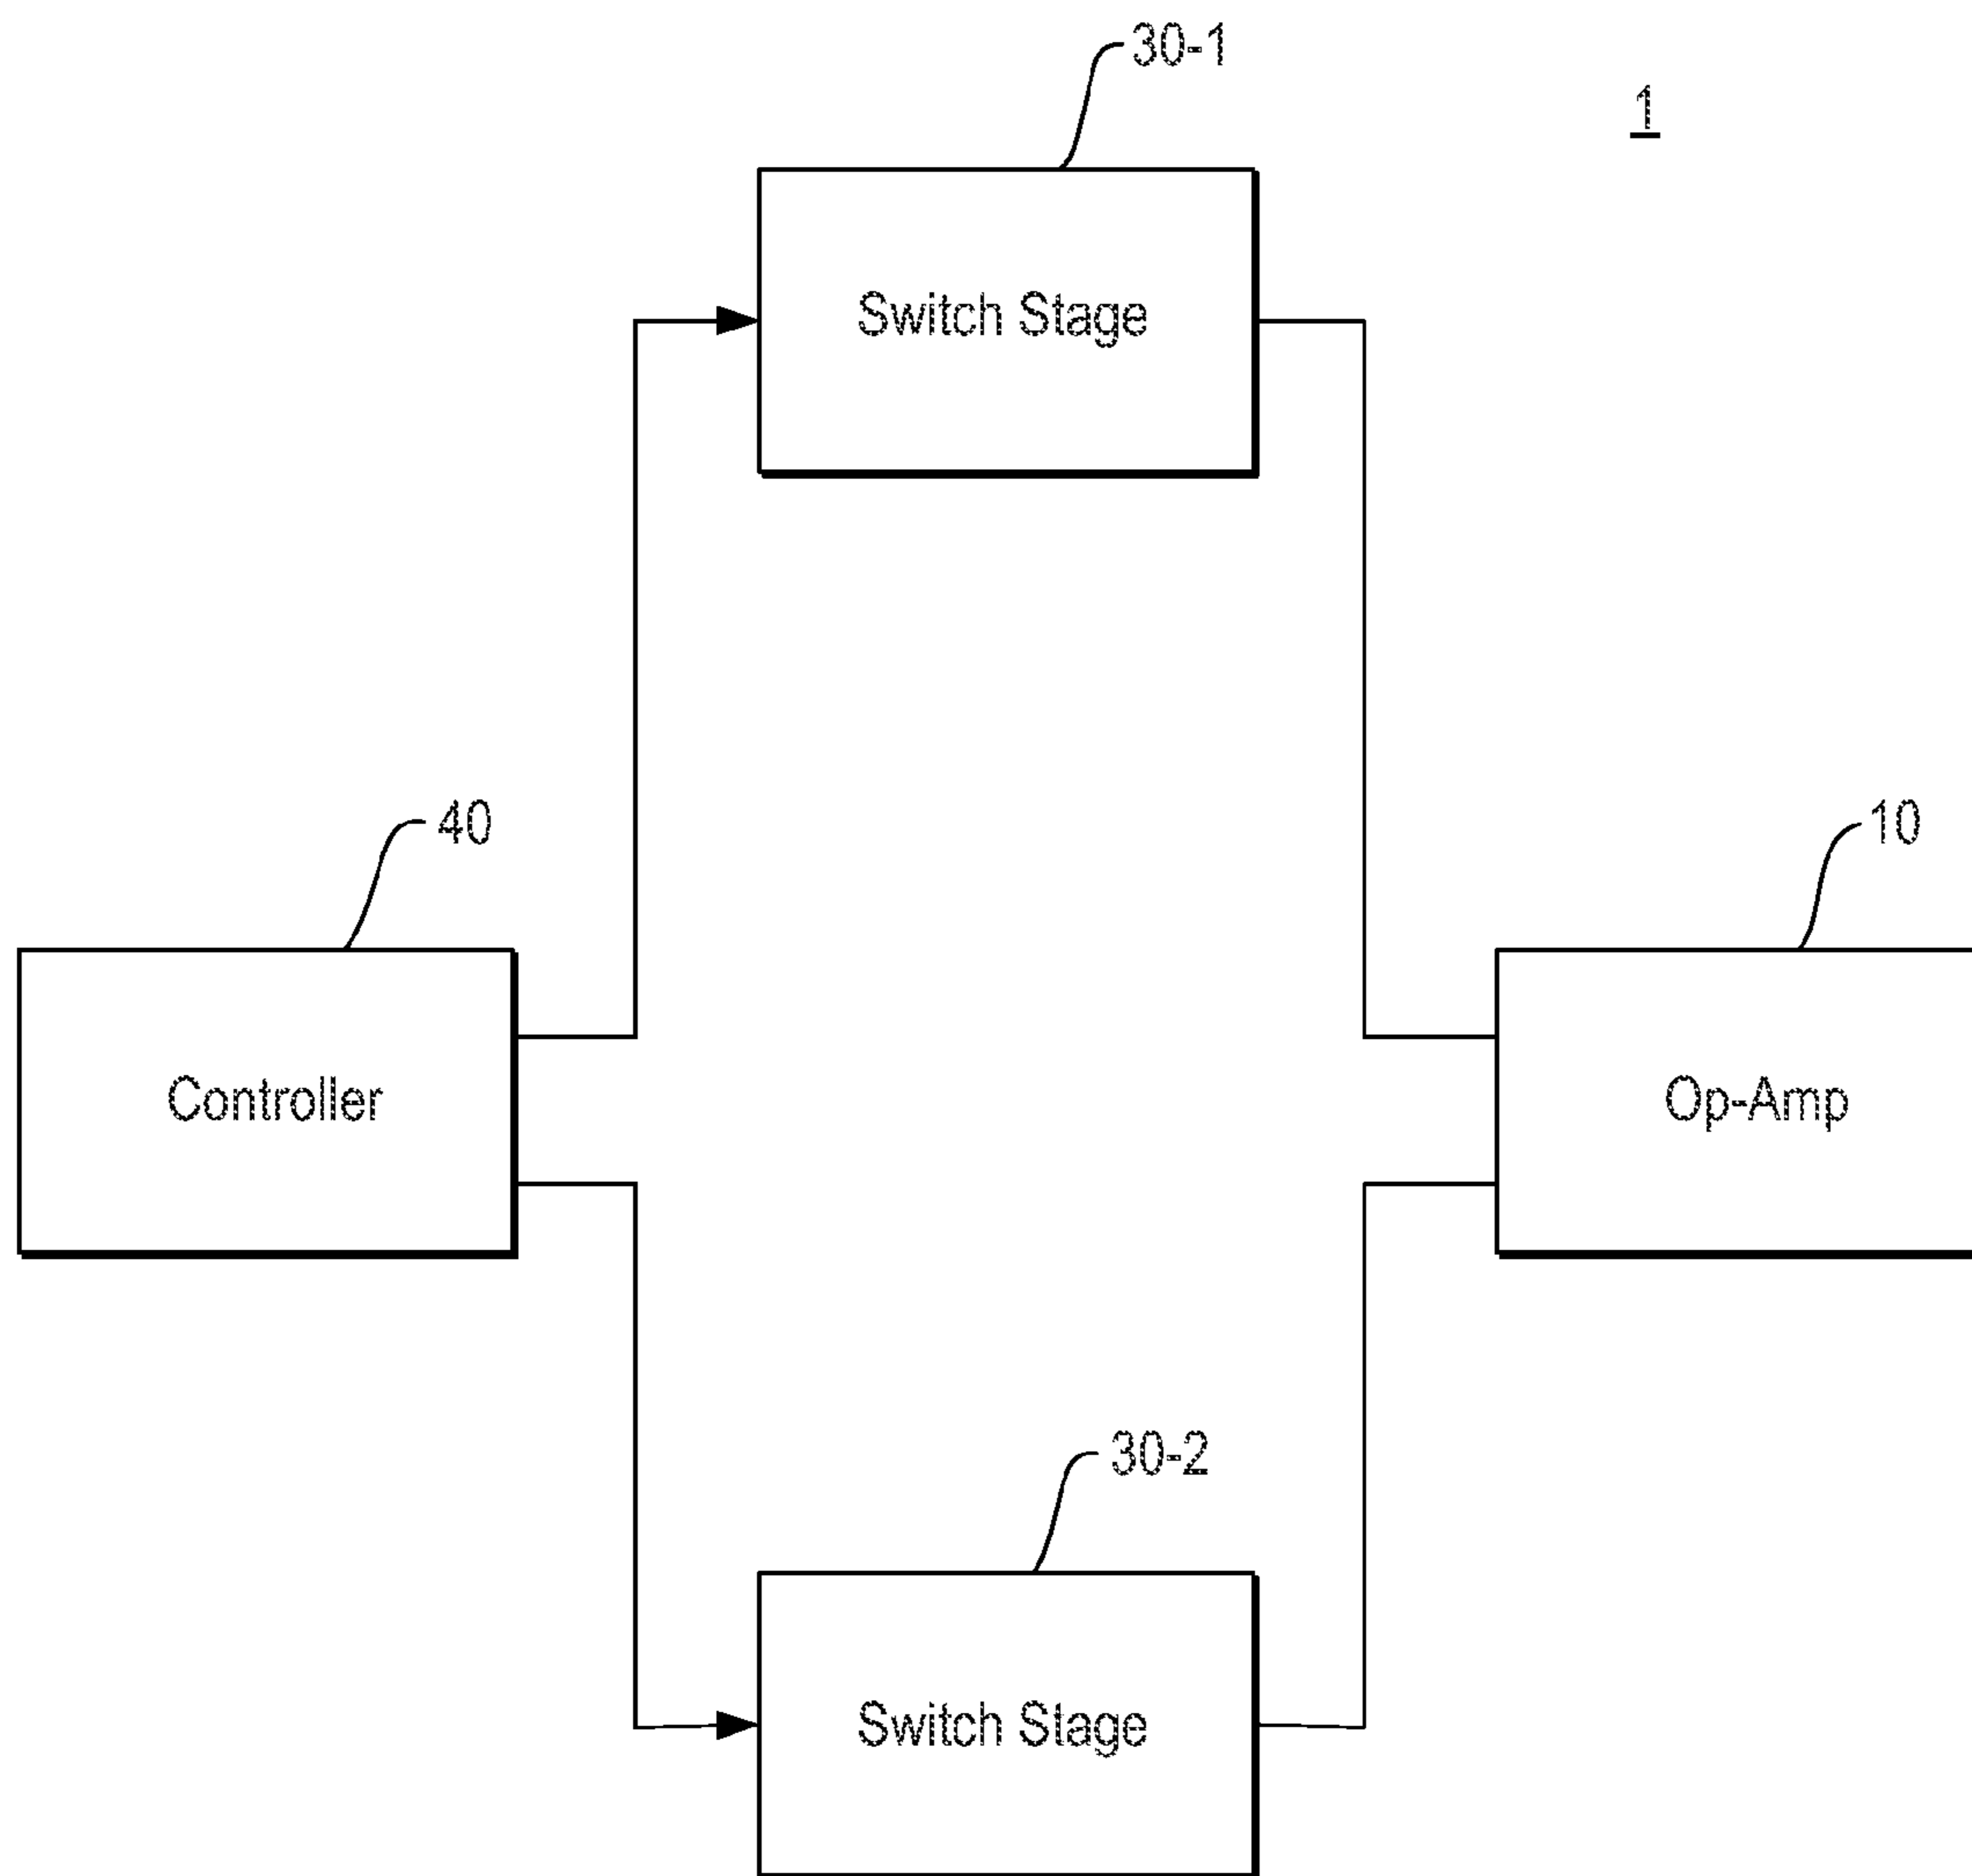 30-1
1
Switch Stage
40
10
Controller
Op-Amp
30-2
Switch Stage